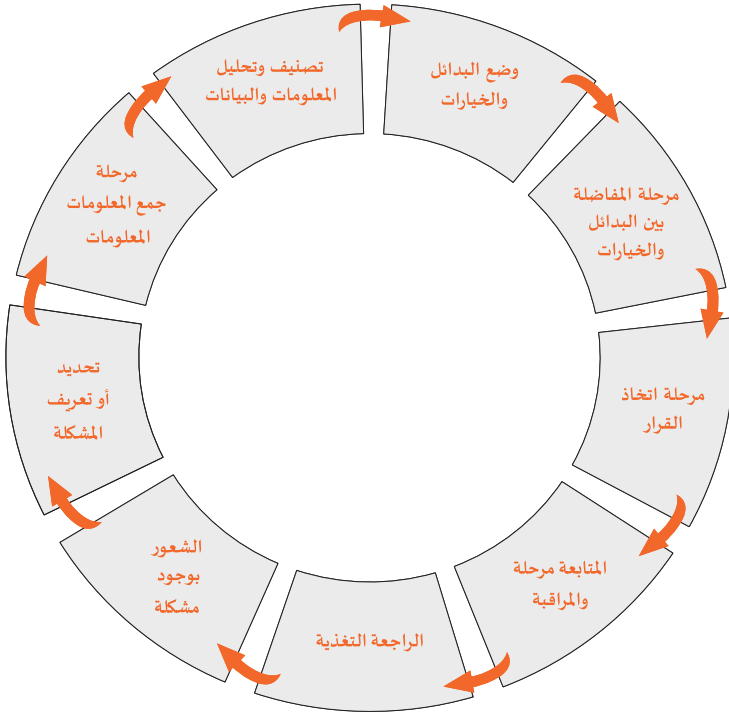 تصنيف وتحليل
المعلومات والبيانات
وضع البدائل
والخيارات
مرحلة المفاضلة
بين البدائل
والخيارات
مرحلة اتخاذ
القرار
المتابعة مرحلة
والمراقبة
الراجعة التغذية
الشعور
بوجود
مشكلة
تحديد
أو تعريف
المشكلة
مرحلة
جمع المعلومات
المعلومات